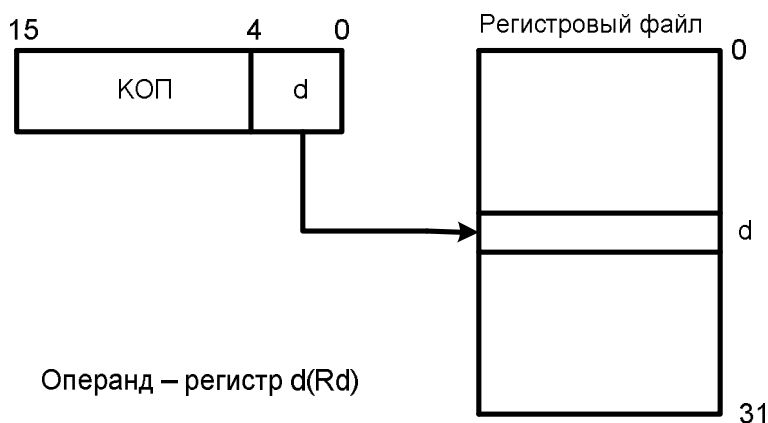 15 4 0
КОП d
Регистровый файл
0
d
31
Операнд – регистр d(Rd)